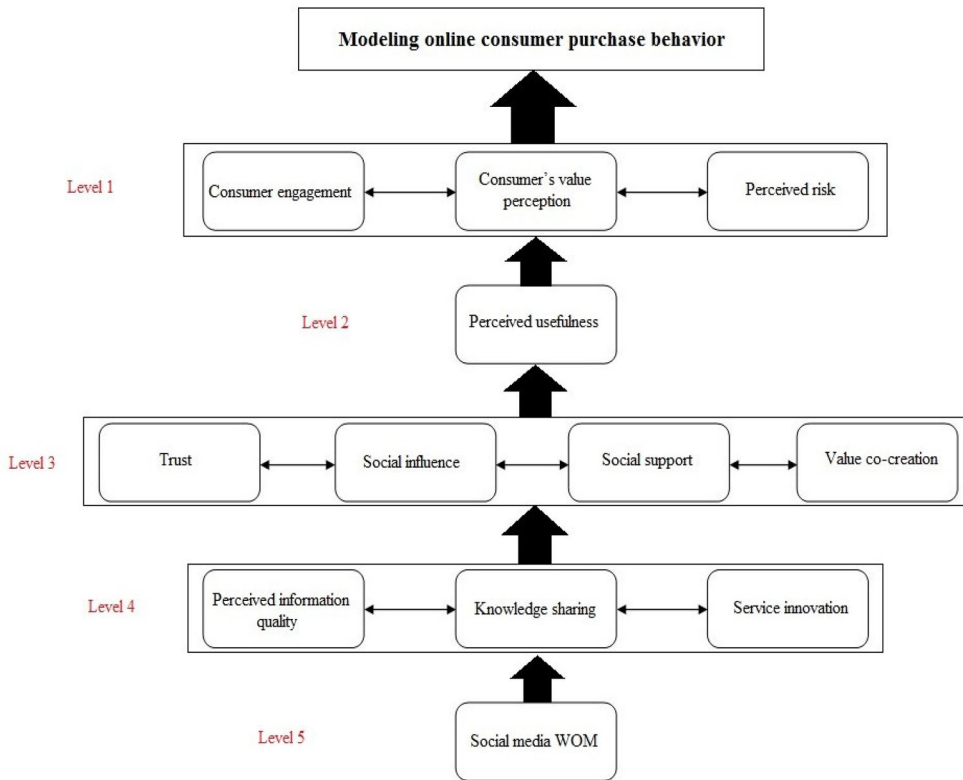 Modeling online consumer purchase behavior
Level 1
Consumer engagement
Consumer’s value
perception
Perceived risk
Level 2
Perceived usefulness
Level 3
Trust
Social influence
Social support
Value co-creation
Level 4
Perceived information
quality
Knowledge sharing
Service innovation
Level 5
Social media WOM